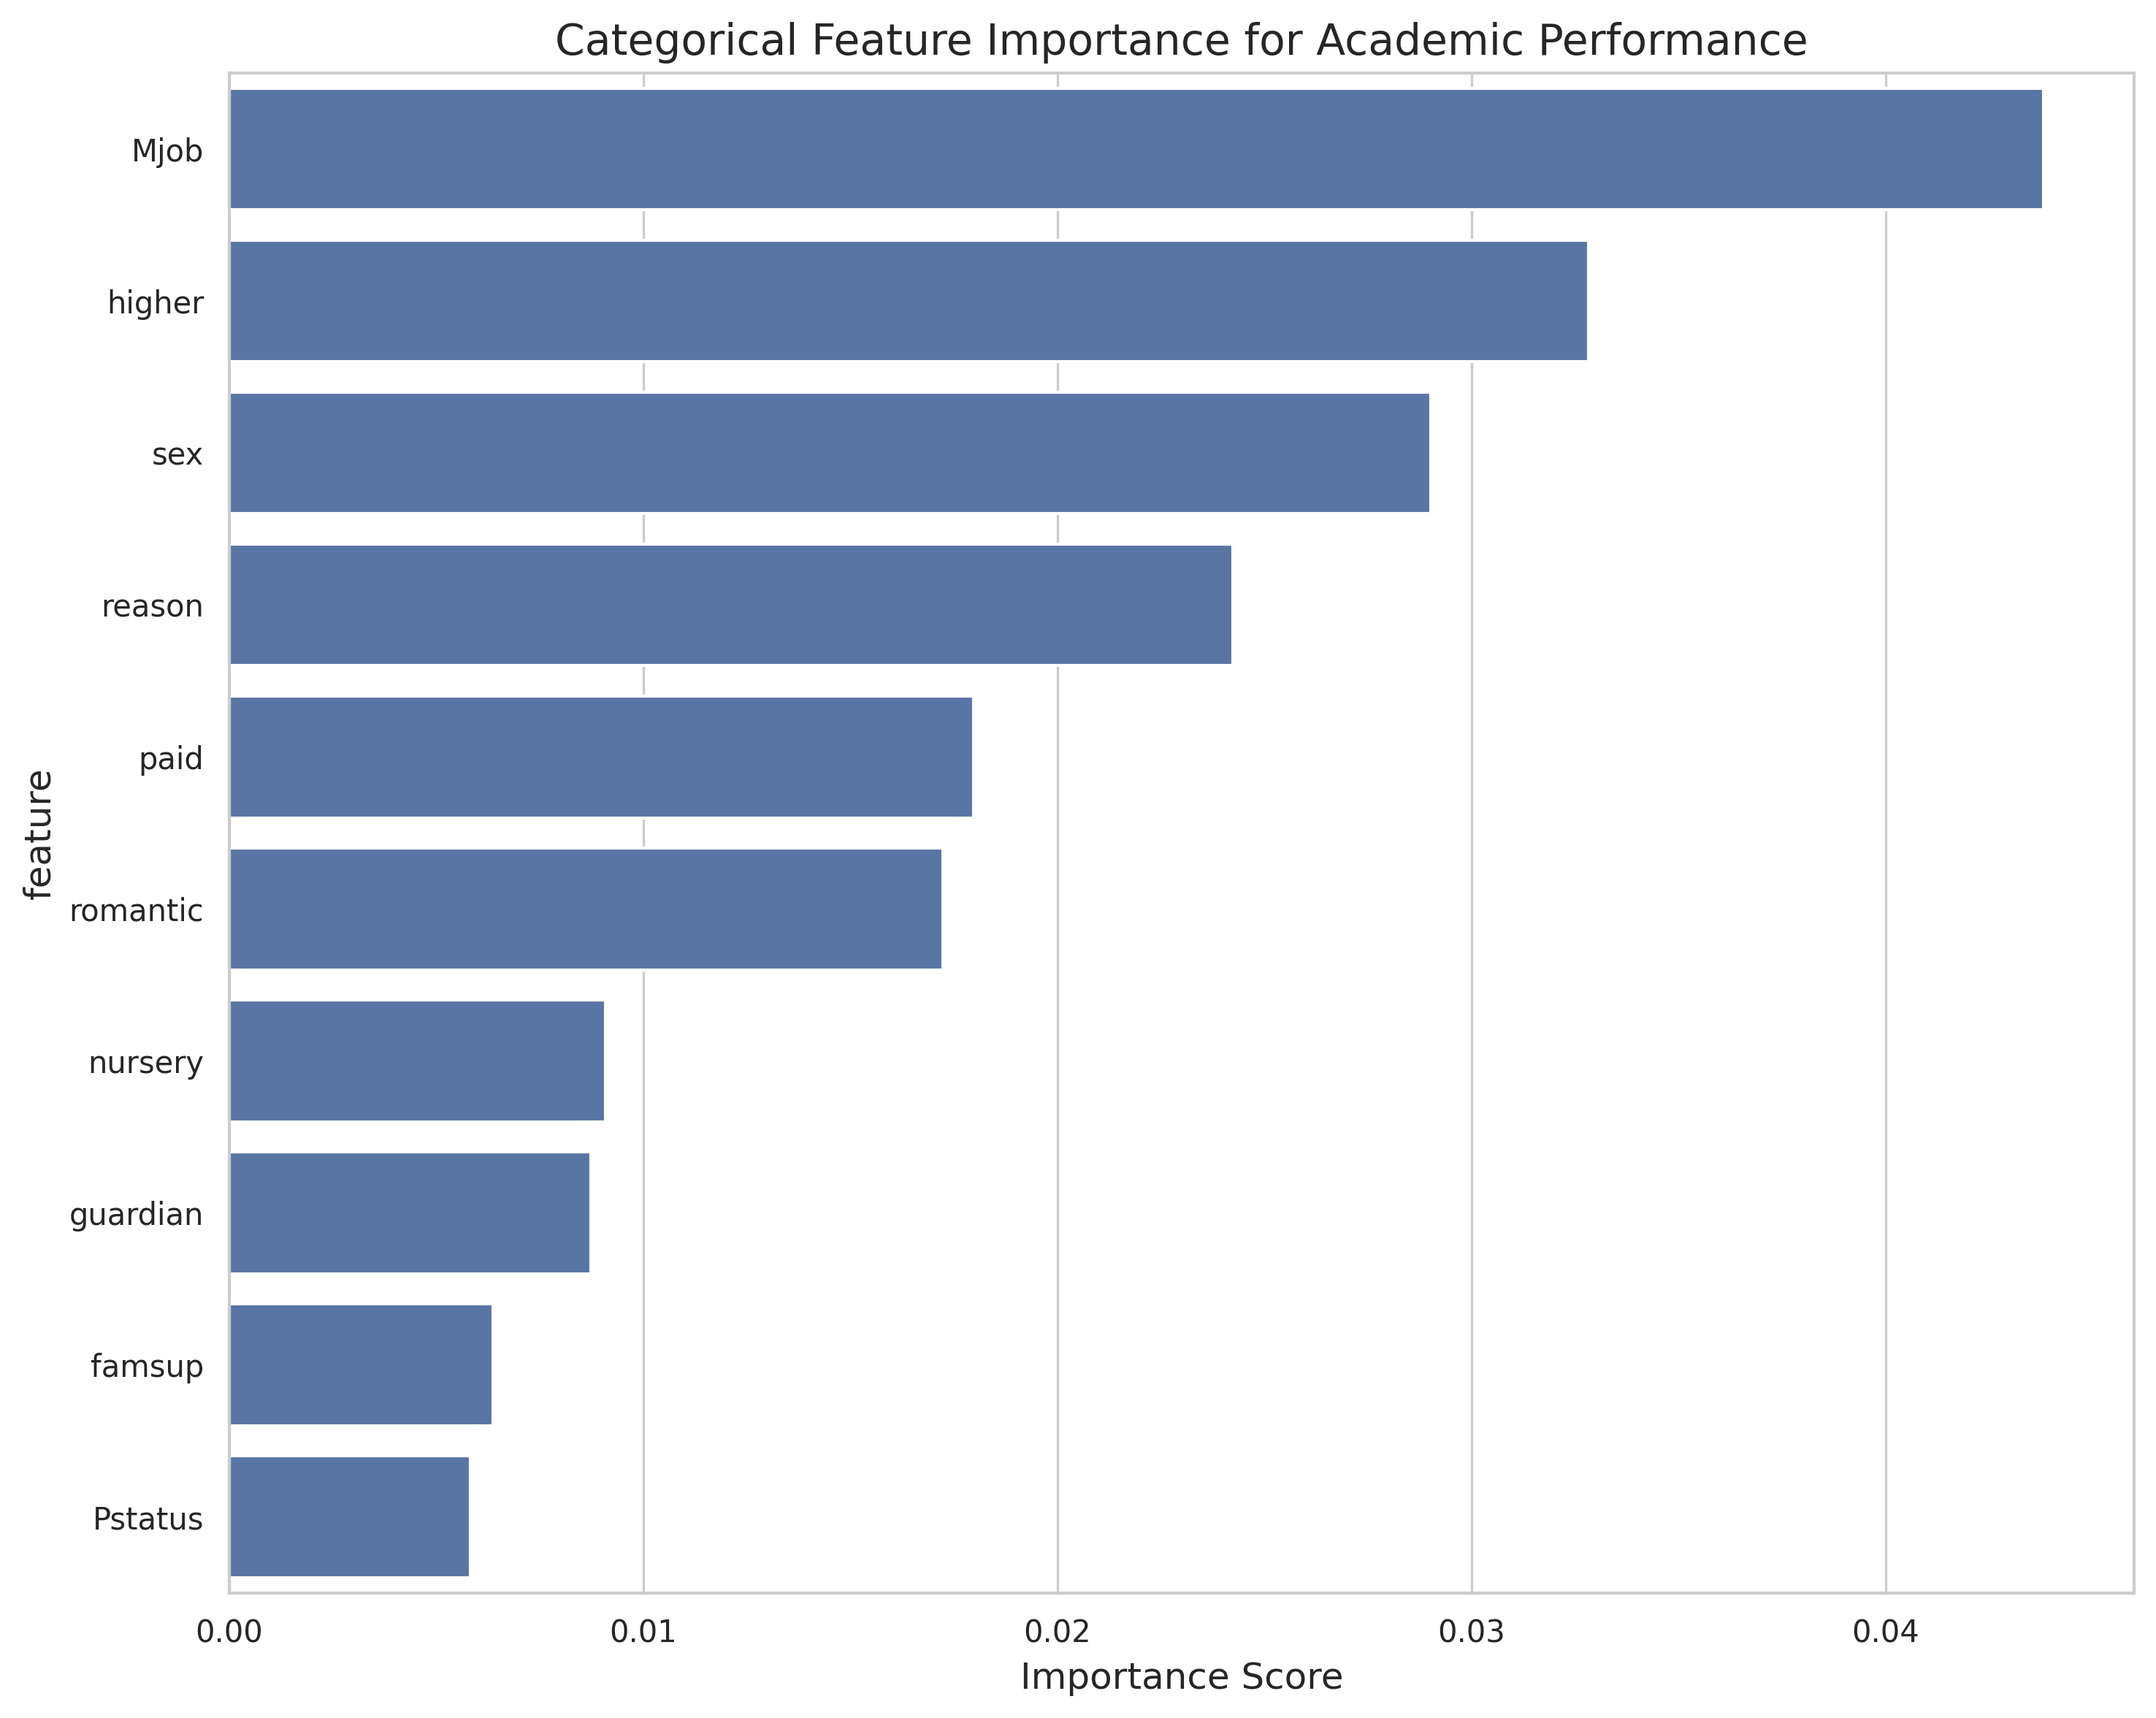 Categorical Feature Importance for Academic Performance
Mjob
higher
sex
reason
paid
romantic
nursery
guardian
famsup
Pstatus
feature
0.00 0.01 0.02 0.03 0.04
Importance Score